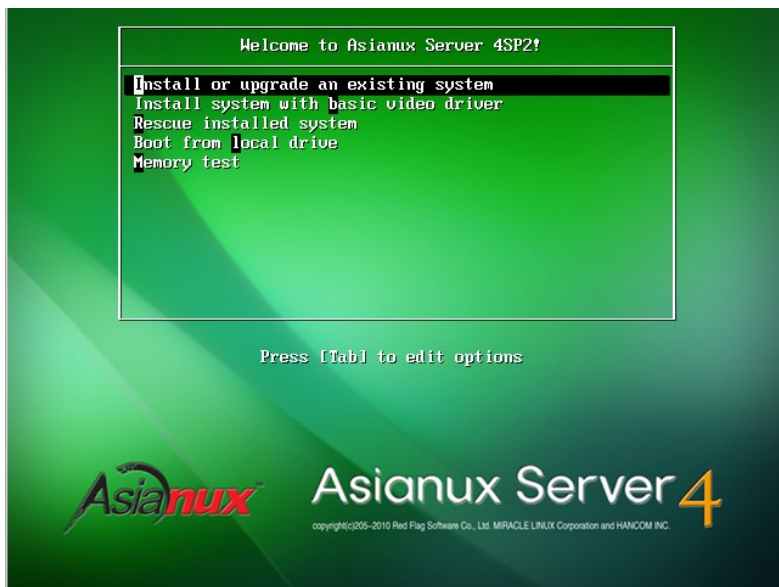 Welcome to Asianux Server 4SP2!
Install or upgrade an existing system
Install system with basic video driver
Rescue installed system
Boot from local drive
Memory test
Press [Tab] to edit options
Asianux™
Asianux Server 4
copyright(c)205-2010 Red Flag Software Co., Ltd. MIRACLE LINUX Corporation and HANCOM INC.